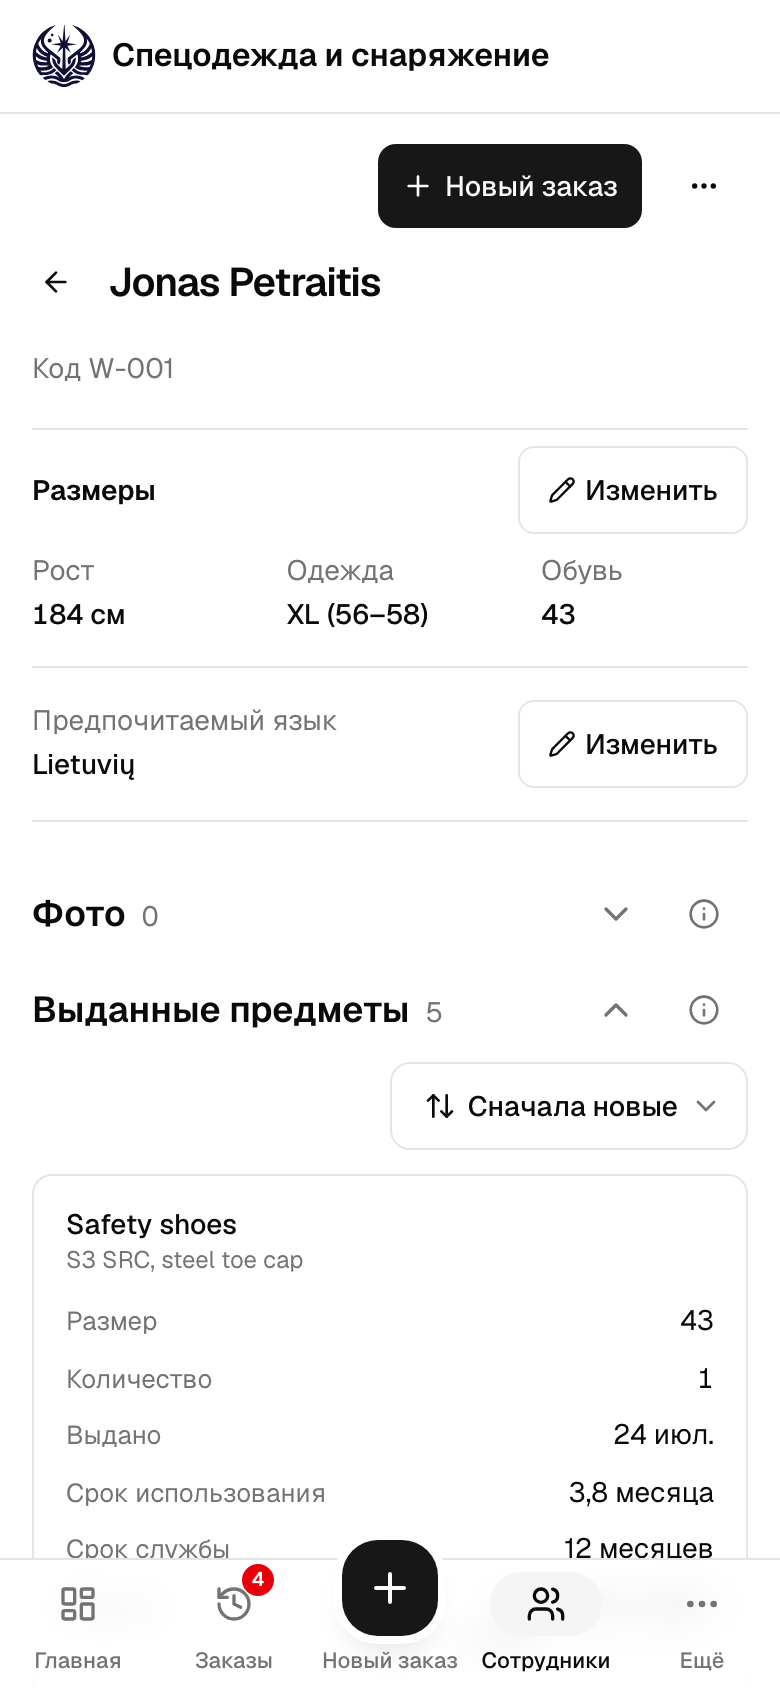 Спецодежда и снаряжение
Новый заказ
Jonas Petraitis
Код W-001
Размеры
Изменить
Рост
Одежда
Обувь
184 см
XL (56–58)
43
Предпочитаемый язык
Lietuvių
Изменить
Фото 0
Выданные предметы 5
Сначала новые
Safety shoes
S3 SRC, steel toe cap
Размер 43
Количество 1
Выдано 24 июл.
Срок использования 3,8 месяца
Срок службы 12 месяцев
4
Главная
Заказы
Новый заказ
Сотрудники
Ещё